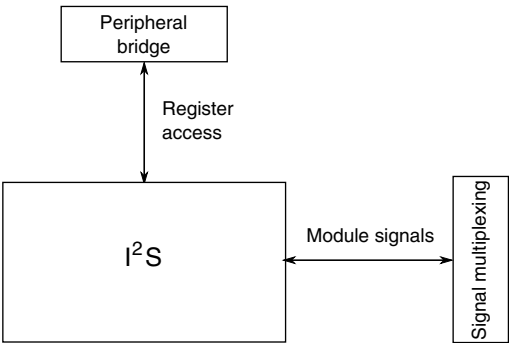 Peripheral
bridge
Register
access
I²S
Module signals
Signal multiplexing